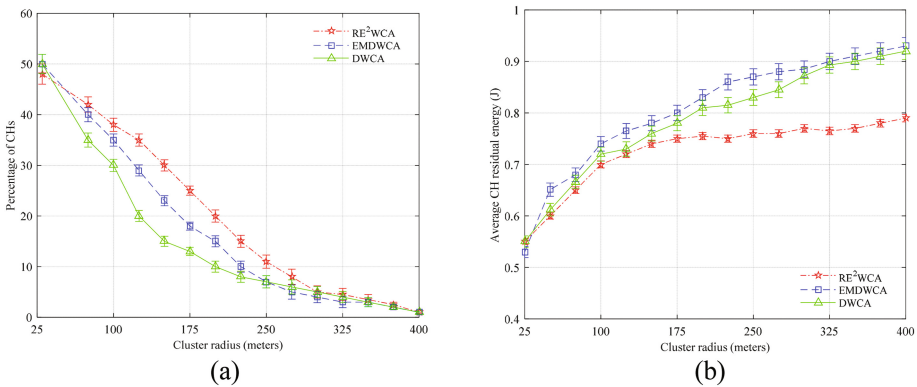 60
50
40
30
20
10
0
25
100
175
250
325
400
Percentage of CHs
Cluster radius (meters)
RE²WCA
EMDWCA
DWCA
(a)
1
0.9
0.8
0.7
0.6
0.5
0.4
25
100
175
250
325
400
Average CH residual energy (J)
Cluster radius (meters)
RE²WCA
EMDWCA
DWCA
(b)